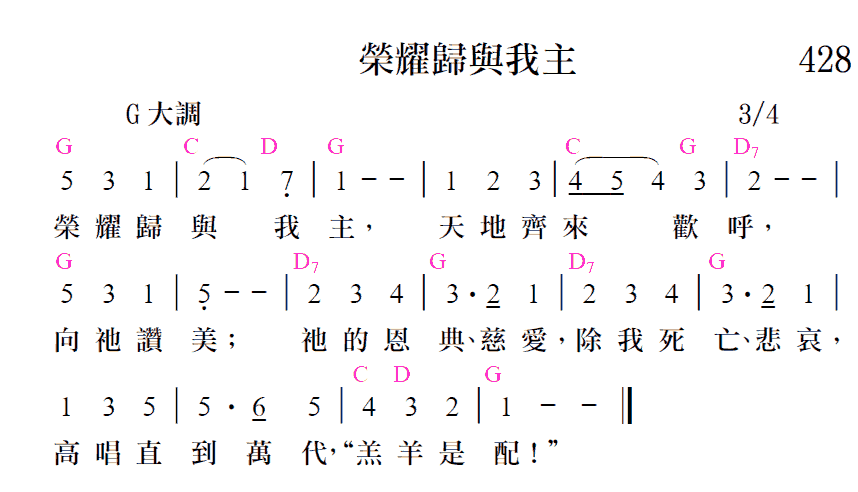 榮耀歸與我主 428
G 大調 3/4
G C D G C G D7
5 3 1 | 2 1 7 | 1 - - | 1 2 3 | 4 5 4 3 | 2 - - |
榮耀歸 與 我 主， 天地齊來 歡 呼，
G D7 G D7 G
5 3 1 | 5 - - | 2 3 4 | 3 · 2 1 | 2 3 4 | 3 · 2 1 |
向祂讚 美； 祂的恩 典、慈愛，除我死 亡、悲哀，
C D G
1 3 5 | 5 · 6 5 | 4 3 2 | 1 - - ||
高唱直 到 萬 代，“羔羊是 配！”